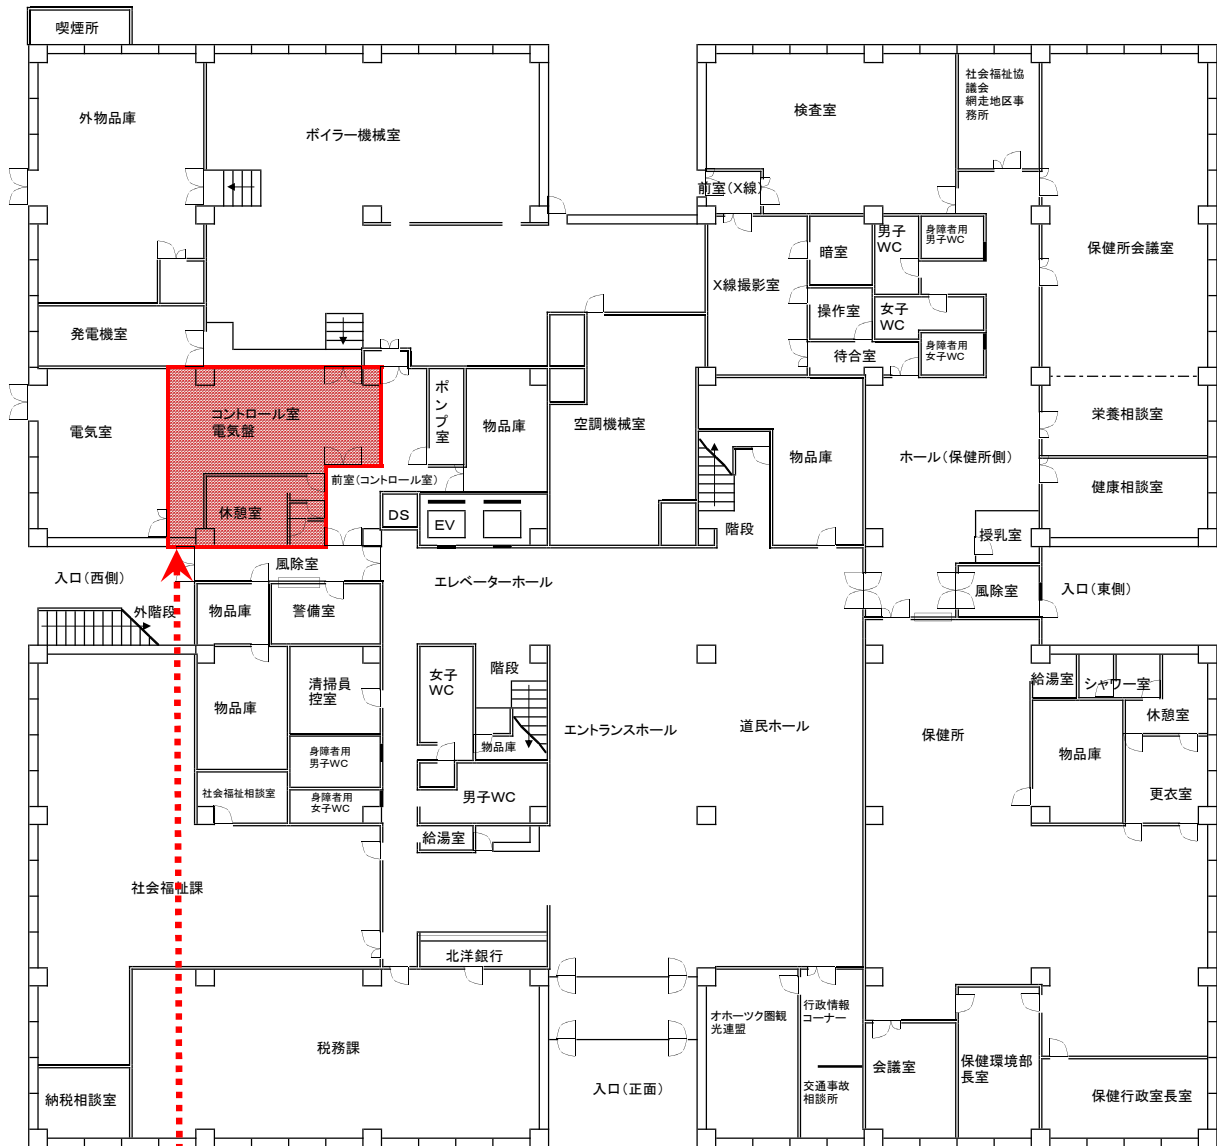 喫煙所
外物品庫
ボイラー機械室
検査室
社会福祉協
議会
網走地区事
務所
前室(X線)
男子
WC
身障者用
男子WC
暗室
保健所会議室
X線撮影室
操作室
女子
WC
発電機室
待合室
身障者用
女子WC
コントロール室
電気盤
電気室
ポンプ室
物品庫
空調機械室
物品庫
栄養相談室
ホール(保健所側)
前室(コントロール室)
健康相談室
休憩室
DS
EV
階段
授乳室
入口(西側)
風除室
エレベーターホール
風除室
入口(東側)
外階段
物品庫
警備室
女子
WC
階段
給湯室
シャワー室
清掃員
控室
物品庫
休憩室
エントランスホール
道民ホール
保健所
物品庫
身障者用
男子WC
物品庫
社会福祉相談室
身障者用
女子WC
男子WC
更衣室
給湯室
社会福祉課
北洋銀行
オホーツク圏観
光連盟
行政情報
コーナー
税務課
会議室
保健環境部
長室
入口(正面)
交通事故
相談所
納税相談室
保健行政室長室